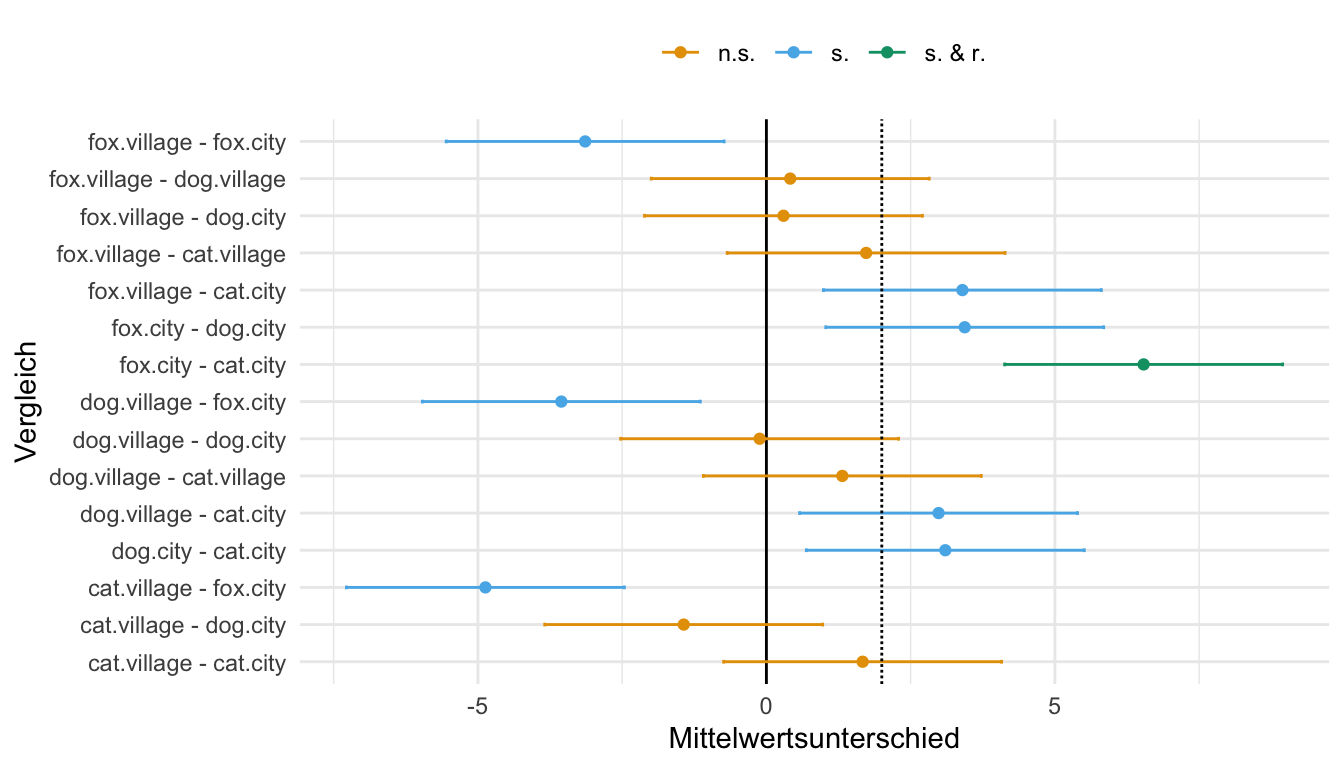 n.s. s. s. & r.
fox.village - fox.city
fox.village - dog.village
fox.village - dog.city
fox.village - cat.village
fox.village - cat.city
fox.city - dog.city
fox.city - cat.city
dog.village - fox.city
dog.village - dog.city
dog.village - cat.village
dog.village - cat.city
dog.city - cat.city
cat.village - fox.city
cat.village - dog.city
cat.village - cat.city
Vergleich
-5 0 5
Mittelwertsunterschied